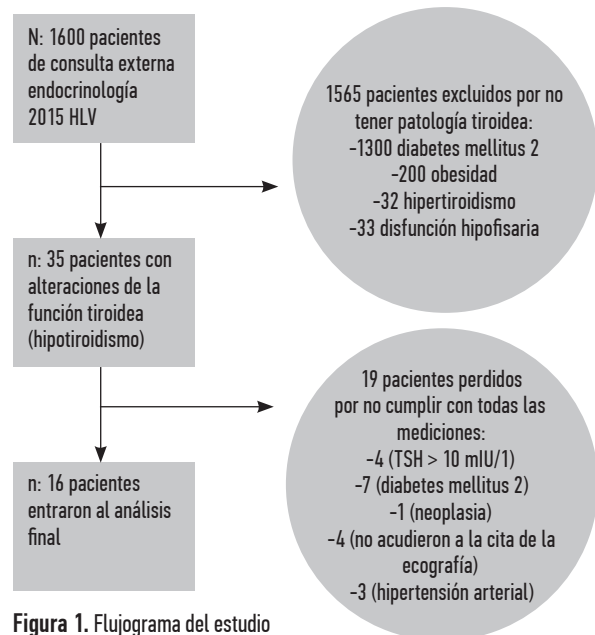 N: 1600 pacientes
de consulta externa
endocrinología
2015 HLV
1565 pacientes excluidos por no
tener patología tiroidea:
-1300 diabetes mellitus 2
-200 obesidad
-32 hipertiroidismo
-33 disfunción hipofisaria
n: 35 pacientes con
alteraciones de la
función tiroidea
(hipotiroidismo)
19 pacientes perdidos
por no cumplir con todas las
mediciones:
-4 (TSH > 10 mIU/1)
-7 (diabetes mellitus 2)
-1 (neoplasia)
-4 (no acudieron a la cita de la
ecografía)
-3 (hipertensión arterial)
n: 16 pacientes
entraron al análisis
final
Figura 1. Flujograma del estudio